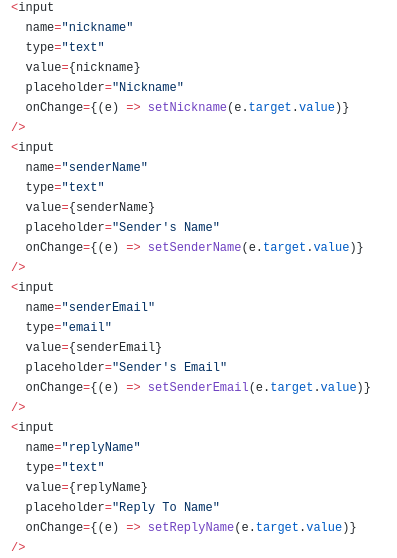 <input
  name="nickname"
  type="text"
  value={nickname}
  placeholder="Nickname"
  onChange={(e) => setNickname(e.target.value)}
/>
<input
  name="senderName"
  type="text"
  value={senderName}
  placeholder="Sender's Name"
  onChange={(e) => setSenderName(e.target.value)}
/>
<input
  name="senderEmail"
  type="email"
  value={senderEmail}
  placeholder="Sender's Email"
  onChange={(e) => setSenderEmail(e.target.value)}
/>
<input
  name="replyName"
  type="text"
  value={replyName}
  placeholder="Reply To Name"
  onChange={(e) => setReplyName(e.target.value)}
/>